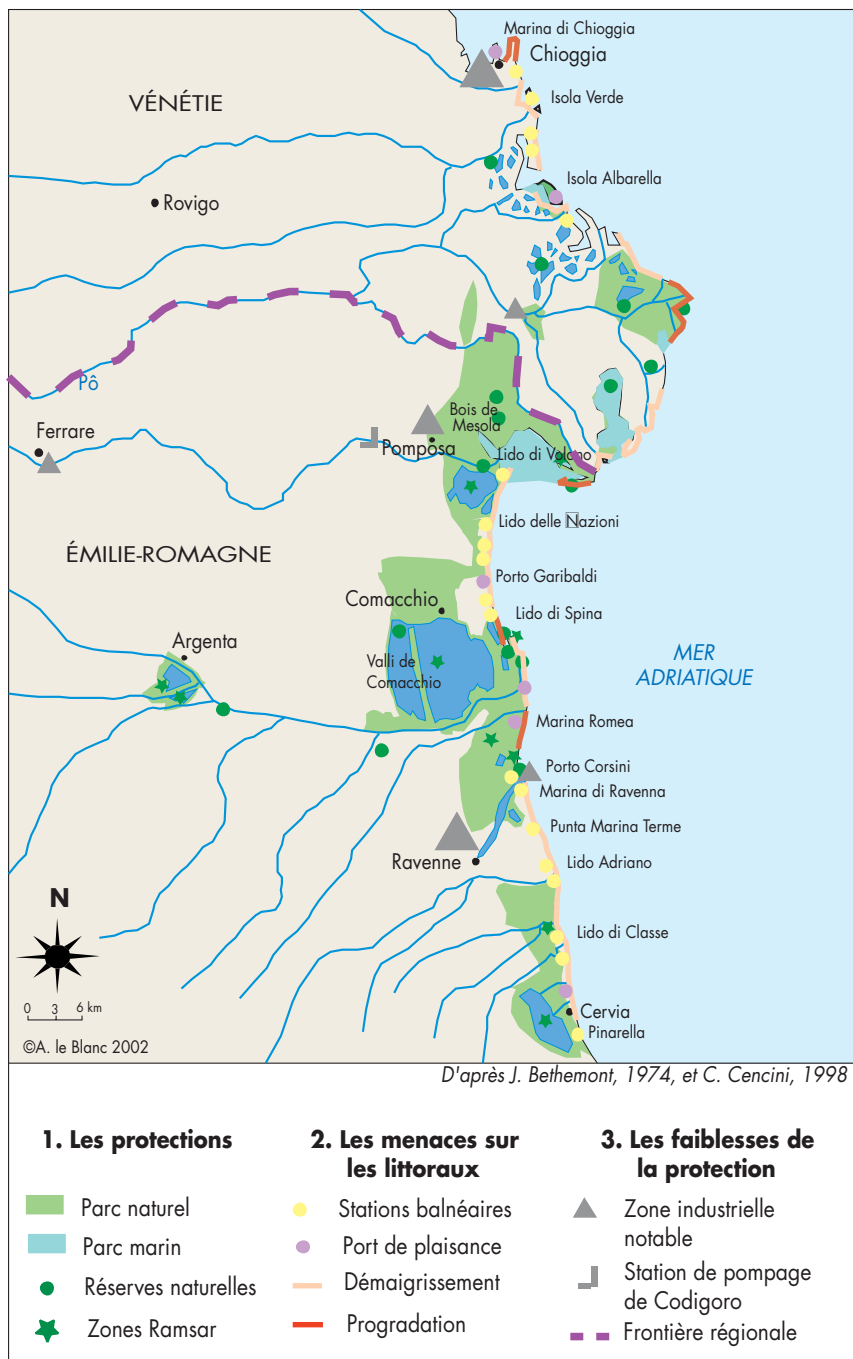 Marina di Chioggia
Chioggia
VÉNÉTIE
Isola Verde
Isola Albarella
Rovigo
Pô
Bois de
Mesola
Ferrare
Pomposa
Lido di Volano
Lido delle Nazioni
ÉMILIE-ROMAGNE
Porto Garibaldi
Comacchio
Lido di Spina
Argenta
Valli de
Comacchio
MER
ADRIATIQUE
Marina Romea
Porto Corsini
Marina di Ravenna
Punta Marina Terme
Ravenne
Lido Adriano
N
Lido di Classe
0 3 6 km
Cervia
Pinarella
©A. le Blanc 2002
D'après J. Bethemont, 1974, et C. Cencini, 1998
1. Les protections
Parc naturel
Parc marin
Réserves naturelles
Zones Ramsar
2. Les menaces sur
les littoraux
Stations balnéaires
Port de plaisance
Démaigrissement
Progradation
3. Les faiblesses de
la protection
Zone industrielle
notable
Station de pompage
de Codigoro
Frontière régionale